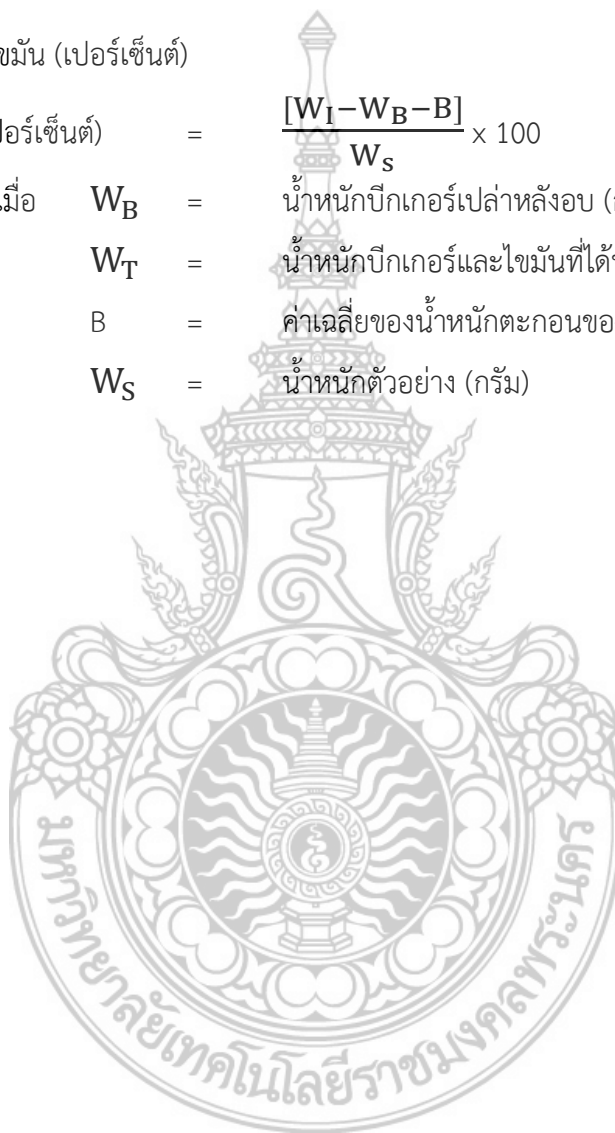 ขมัน (เปอร์เซ็นต์)
ปอร์เซ็นต์) = [W_I−W_B−B] / W_s x 100
มื่อ W_B = น้ำหนักบีกเกอร์เปล่าหลังอบ
W_T = น้ำหนักบีกเกอร์และไขมันที่ได้
B = ค่าเฉลี่ยของน้ำหนักตะกอนขอ
W_S = น้ำหนักตัวอย่าง (กรัม)
มหาวิทยาลัยเทคโนโลยีราชมงคลพระนคร